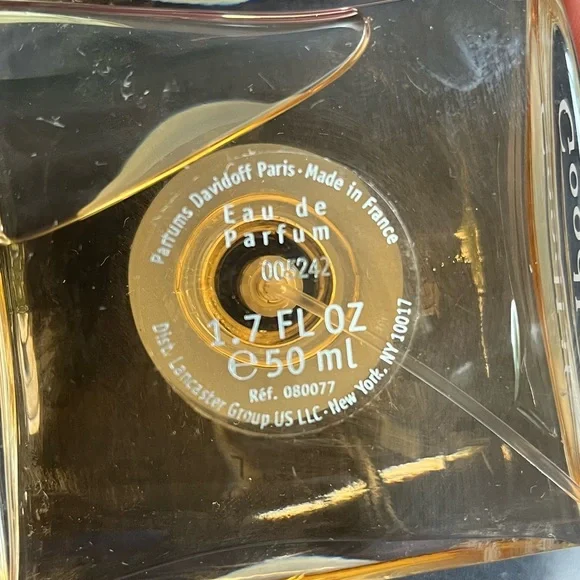 Parfums Davidoff Paris · Made in France
Eau de
Parfum
005242
1.7 FL OZ
℮50 ml
Réf. 080077
Dist. Lancaster Group US LLC · New York, NY 10017